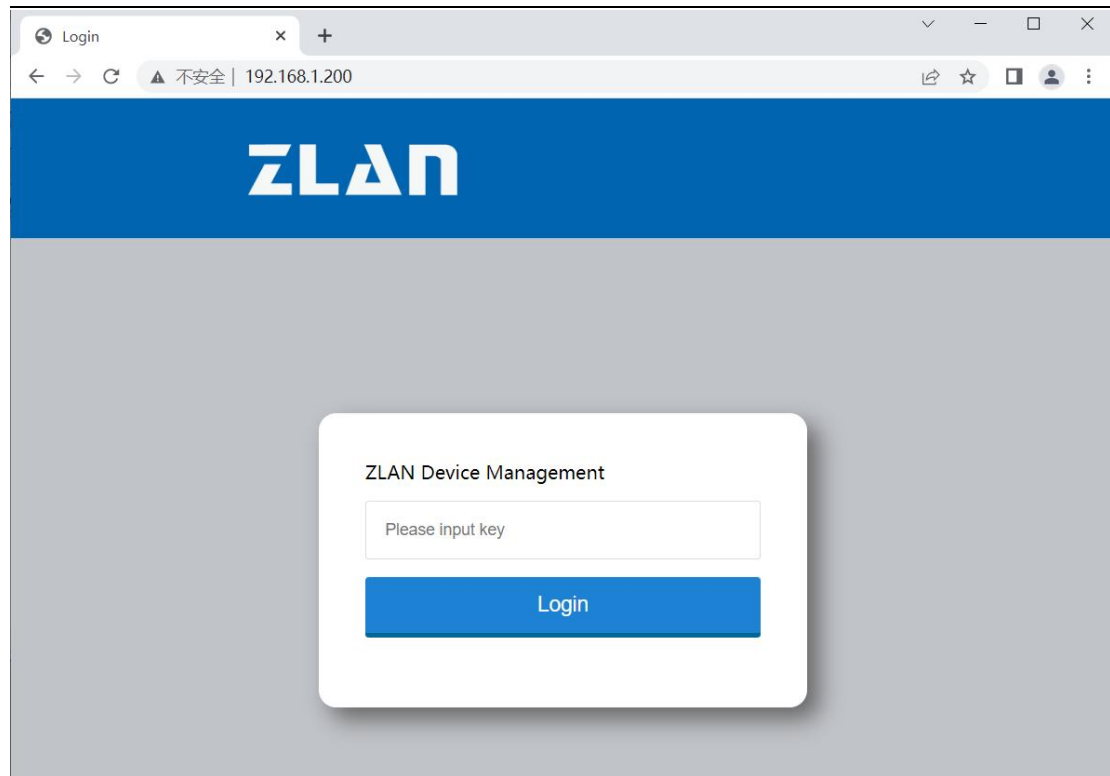 Login
不安全 | 192.168.1.200
ZLAN
ZLAN Device Management
Please input key
Login